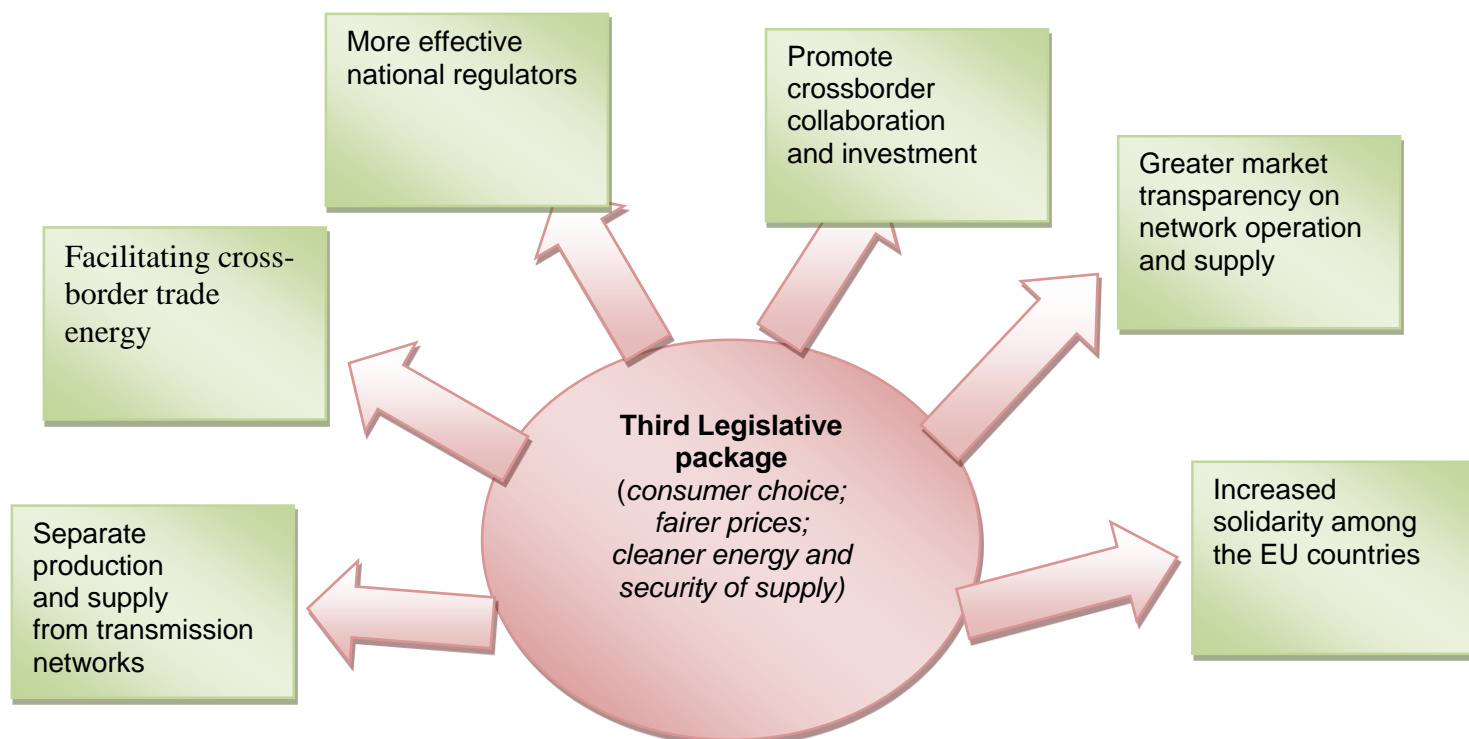 More effective
national regulators
Promote
crossborder
collaboration
and investment
Greater market
transparency on
network operation
and supply
Facilitating cross-
border trade
energy
Third Legislative
package
(consumer choice;
fairer prices;
cleaner energy and
security of supply)
Increased
solidarity among
the EU countries
Separate
production
and supply
from transmission
networks